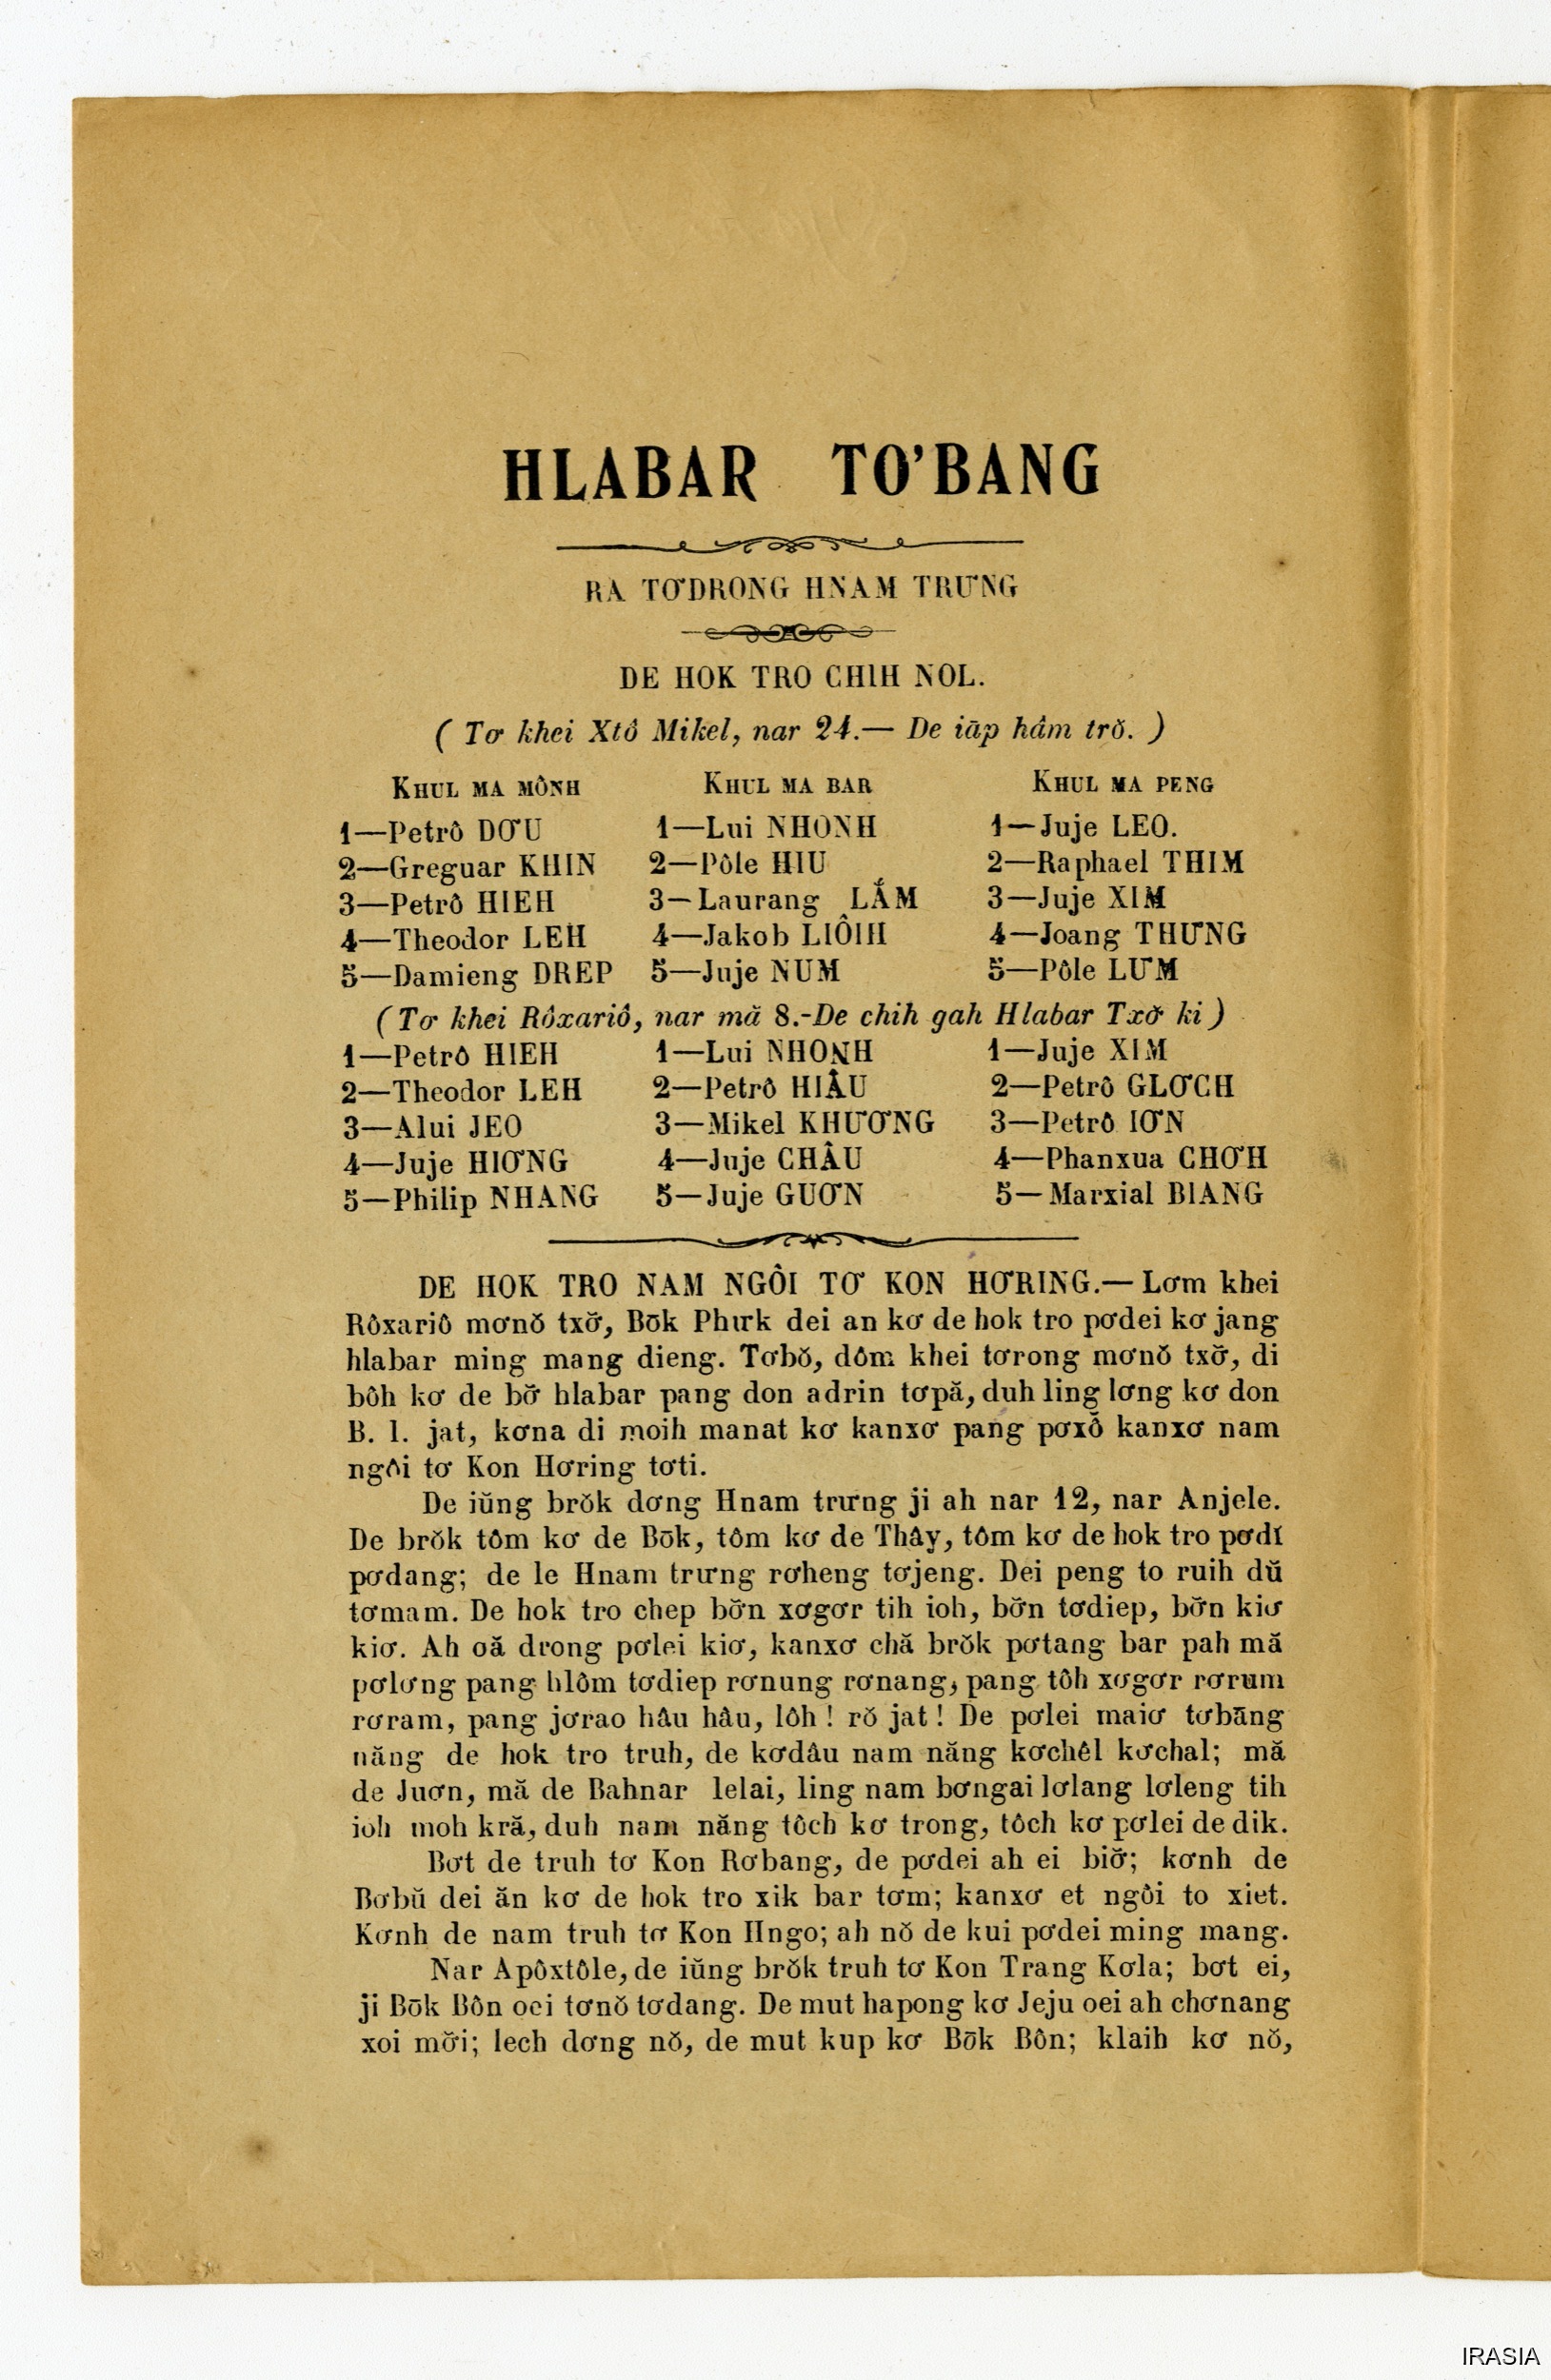 HLABAR TO'BANG
RA TƠDRONG HNAM TRƯNG
DE HOK TRO CHIH NOL.
( Tơ khei Xtô Mikel, nar 24.— De iăp hâm trŏ. )
KHUL MA MÔNH KHUL MA BAR KHUL MA PENG
1—Petrô DƠU 1—Lui NHONH 1—Juje LEO.
2—Greguar KHIN 2—Pôle HIU 2—Raphael THIM
3—Petrô HIEH 3—Laurang LẮM 3—Juje XIM
4—Theodor LEH 4—Jakob LIÔIH 4—Joang THƯNG
5—Damieng DREP 5—Juje NUM 5—Pôle LƯM
( Tơ khei Rôxariô, nar mă 8.-De chih gah Hlabar Txơ̆ ki )
1—Petrô HIEH 1—Lui NHONH 1—Juje XIM
2—Theodor LEH 2—Petrô HIÂU 2—Petrô GLƠCH
3—Alui JEO 3—Mikel KHƯƠNG 3—Petrô IƠN
4—Juje HIƠNG 4—Juje CHÂU 4—Phanxua CHƠH
5—Philip NHANG 5—Juje GUƠN 5—Marxial BIANG
DE HOK TRO NAM NGÔI TƠ KON HƠRING.— Lơm khei
Rôxariô mơnŏ txơ̆, Bōk Phưk dei an kơ de hok tro pơdei kơ jang
hlabar ming mang dieng. Tơbŏ, dôm khei tơrong mơnŏ txơ̆, di
bôh kơ de bơ̆ hlabar pang don adrin tơpă, duh ling lơng kơ don
B. l. jat, kơna di moih manat kơ kanxơ pang pơxŏ̆ kanxơ nam
ngôi tơ Kon Hơring tơti.
De iŭng brŏk dơng Hnam trưng ji ah nar 12, nar Anjele.
De brŏk tôm kơ de Bōk, tôm kơ de Thây, tôm kơ de hok tro pơdĭ
pơdang; de le Hnam trưng rơheng tơjeng. Dei peng to ruih dŭ
tơmam. De hok tro chep bơ̆n xơgơr tih ioh, bơ̆n tơdiep, bơ̆n kiơ
kiơ. Ah oă drong pơlei kiơ, kanxơ chă brŏk pơtang bar pah mă
pơlơng pang hlôm tơdiep rơnung rơnang, pang tôh xơgơr rơrum
rơram, pang jơrao hâu hâu, lôh ! rŏ jat ! De pơlei maiơ tơbăng
năng de hok tro truh, de kơdâu nam năng kơchêl kơchal; mă
de Juơn, mă de Bahnar lelai, ling nam bơngai lơlang lơleng tih
ioh moh kră, duh nam năng tôch kơ trong, tôch kơ pơlei de dik.
Bơt de truh tơ Kon Rơbang, de pơdei ah ei biơ̆; kơnh de
Bơbŭ dei ăn kơ de hok tro xik bar tơm; kanxơ et ngôi to xiet.
Kơnh de nam truh tơ Kon Hngo; ah nŏ de kui pơdei ming mang.
Nar Apôxtôle, de iŭng brŏk truh tơ Kon Trang Kơla; bơt ei,
ji Bōk Bôn oei tơnŏ tơdang. De mut hapong kơ Jeju oei ah chơnang
xoi mơ̆i; lech dơng nŏ, de mut kup kơ Bōk Bôn; klaih kơ nŏ,
IRASIA